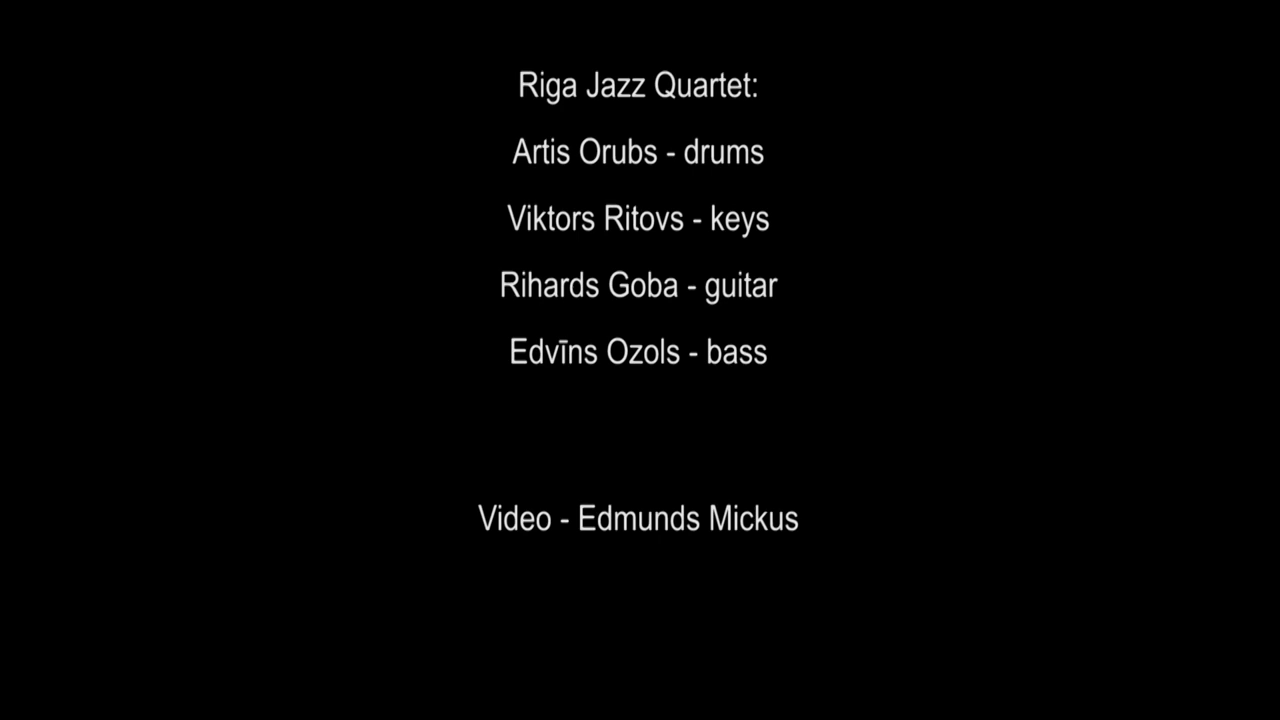 Riga Jazz Quartet:
Artis Orubs - drums
Viktors Ritovs - keys
Rihards Goba - guitar
Edvīns Ozols - bass
Video - Edmunds Mickus